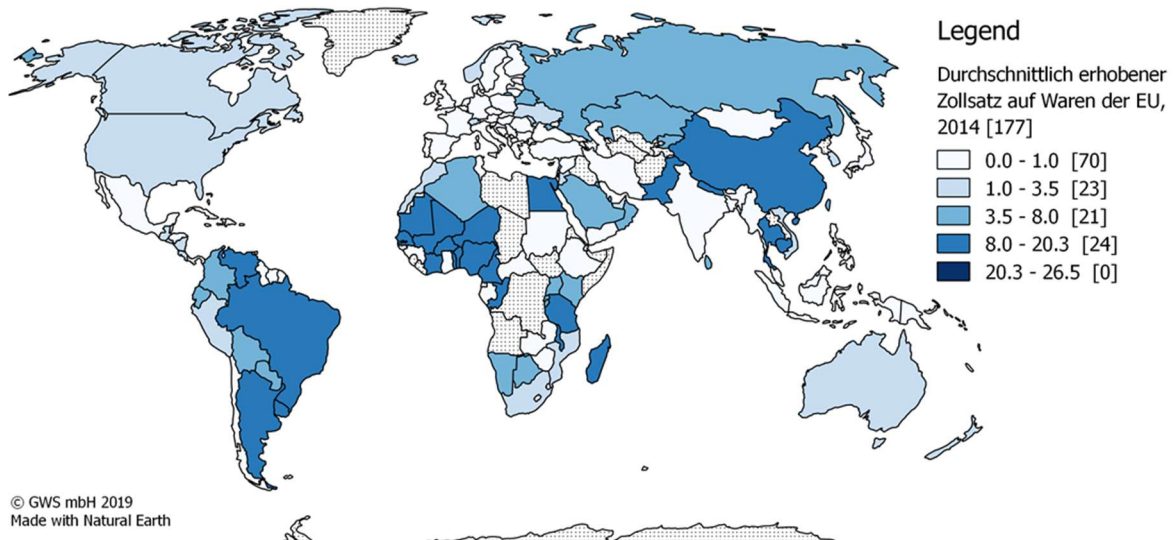 Legend
Durchschnittlich erhobener
Zollsatz auf Waren der EU,
2014 [177]
0.0 - 1.0 [70]
1.0 - 3.5 [23]
3.5 - 8.0 [21]
8.0 - 20.3 [24]
20.3 - 26.5 [0]
© GWS mbH 2019
Made with Natural Earth